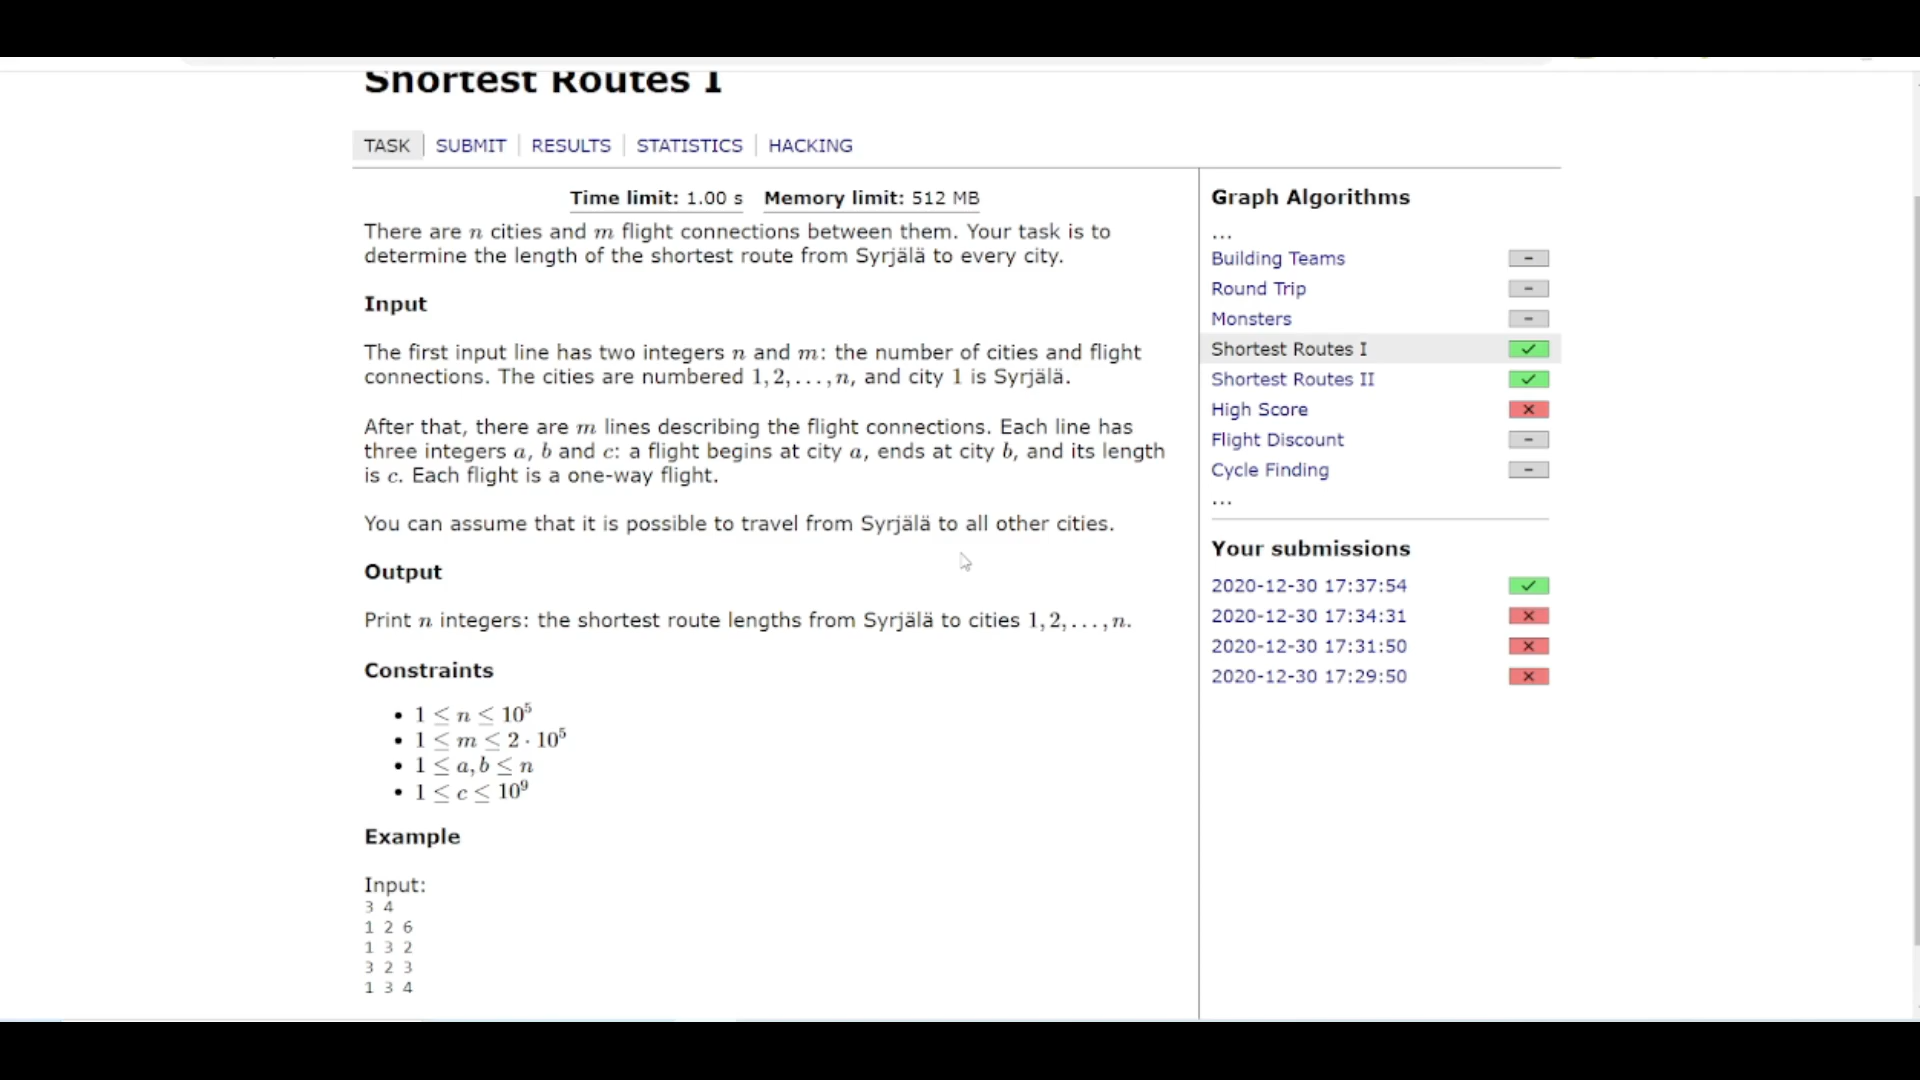 Shortest Routes I
TASK SUBMIT RESULTS STATISTICS HACKING
Time limit: 1.00 s Memory limit: 512 MB
There are n cities and m flight connections between them. Your task is to
determine the length of the shortest route from Syrjälä to every city.
Input
The first input line has two integers n and m: the number of cities and flight
connections. The cities are numbered 1, 2, . . . , n, and city 1 is Syrjälä.
After that, there are m lines describing the flight connections. Each line has
three integers a, b and c: a flight begins at city a, ends at city b, and its length
is c. Each flight is a one-way flight.
You can assume that it is possible to travel from Syrjälä to all other cities.
Output
Print n integers: the shortest route lengths from Syrjälä to cities 1, 2, . . . , n.
Constraints
• 1 ≤ n ≤ 10⁵
• 1 ≤ m ≤ 2 · 10⁵
• 1 ≤ a, b ≤ n
• 1 ≤ c ≤ 10⁹
Example
Input:
3 4
1 2 6
1 3 2
3 2 3
1 3 4
Graph Algorithms
...
Building Teams –
Round Trip –
Monsters –
Shortest Routes I ✓
Shortest Routes II ✓
High Score ×
Flight Discount –
Cycle Finding –
...
Your submissions
2020-12-30 17:37:54 ✓
2020-12-30 17:34:31 ×
2020-12-30 17:31:50 ×
2020-12-30 17:29:50 ×